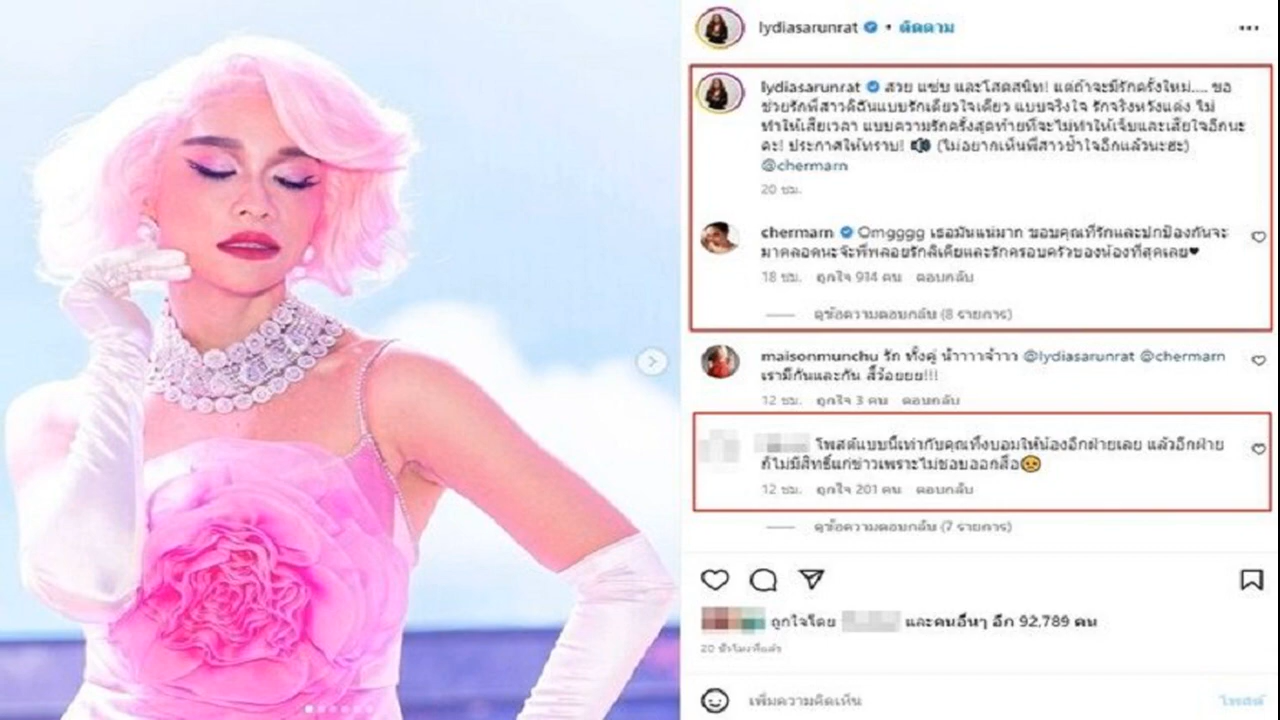 lydiasarunrat • ติดตาม
lydiasarunrat สวย แซ่บ และโสดสนิท! แต่ถ้าจะมีรักครั้งใหม่.... ขอ
ช่วยรักพี่สาวดิฉันแบบรักเดียวใจเดียว แบบจริงใจ รักจริงหวังแต่ง ไม่
ทำให้เสียเวลา แบบความรักครั้งสุดท้ายที่จะไม่ทำให้เจ็บและเสียใจอีกนะ
คะ! ประกาศให้ทราบ! 🔊 (ไม่อยากเห็นพี่สาวช้ำใจอีกแล้วนะฮะ)
@chermarn
20 ชม.
chermarn Omgggg เธอมันแน่มาก ขอบคุณที่รักและปกป้องกันจะ
มาตลอดนะจ๊ะพี่พลอยรักลิเดียและรักครอบครัวของน้องที่สุดเลย♥
18 ชม. ถูกใจ 914 คน ตอบกลับ
ดูข้อความตอบกลับ (8 รายการ)
maisonmunchu รัก ทั้งคู่ น้าาาาจ้าาา @lydiasarunrat @chermarn
เรามีกันและกัน สี้ว้อยยย!!!
12 ชม. ถูกใจ 3 คน ตอบกลับ
โพสต์แบบนี้เท่ากับคุณทิ้งบอมให้น้องอีกฝ่ายเลย แล้วอีกฝ่าย
ก็ไม่มีสิทธิ์แก่ข่าวเพราะไม่ชอบออกสื่อ😣
12 ชม. ถูกใจ 201 คน ตอบกลับ
ดูข้อความตอบกลับ (7 รายการ)
ถูกใจโดย และคนอื่นๆ อีก 92,789 คน
20 ชั่วโมงที่แล้ว
เพิ่มความคิดเห็น โพสต์